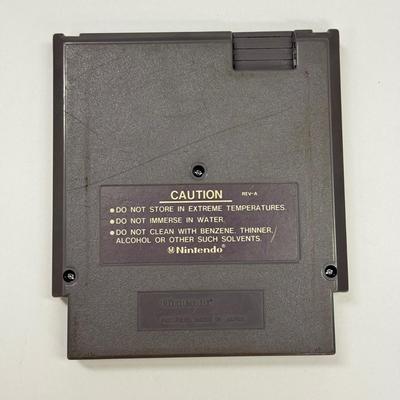 CAUTION REV-A
●DO NOT STORE IN EXTREME TEMPERATURES.
●DO NOT IMMERSE IN WATER.
●DO NOT CLEAN WITH BENZENE, THINNER,
ALCOHOL OR OTHER SUCH SOLVENTS.
Nintendo®